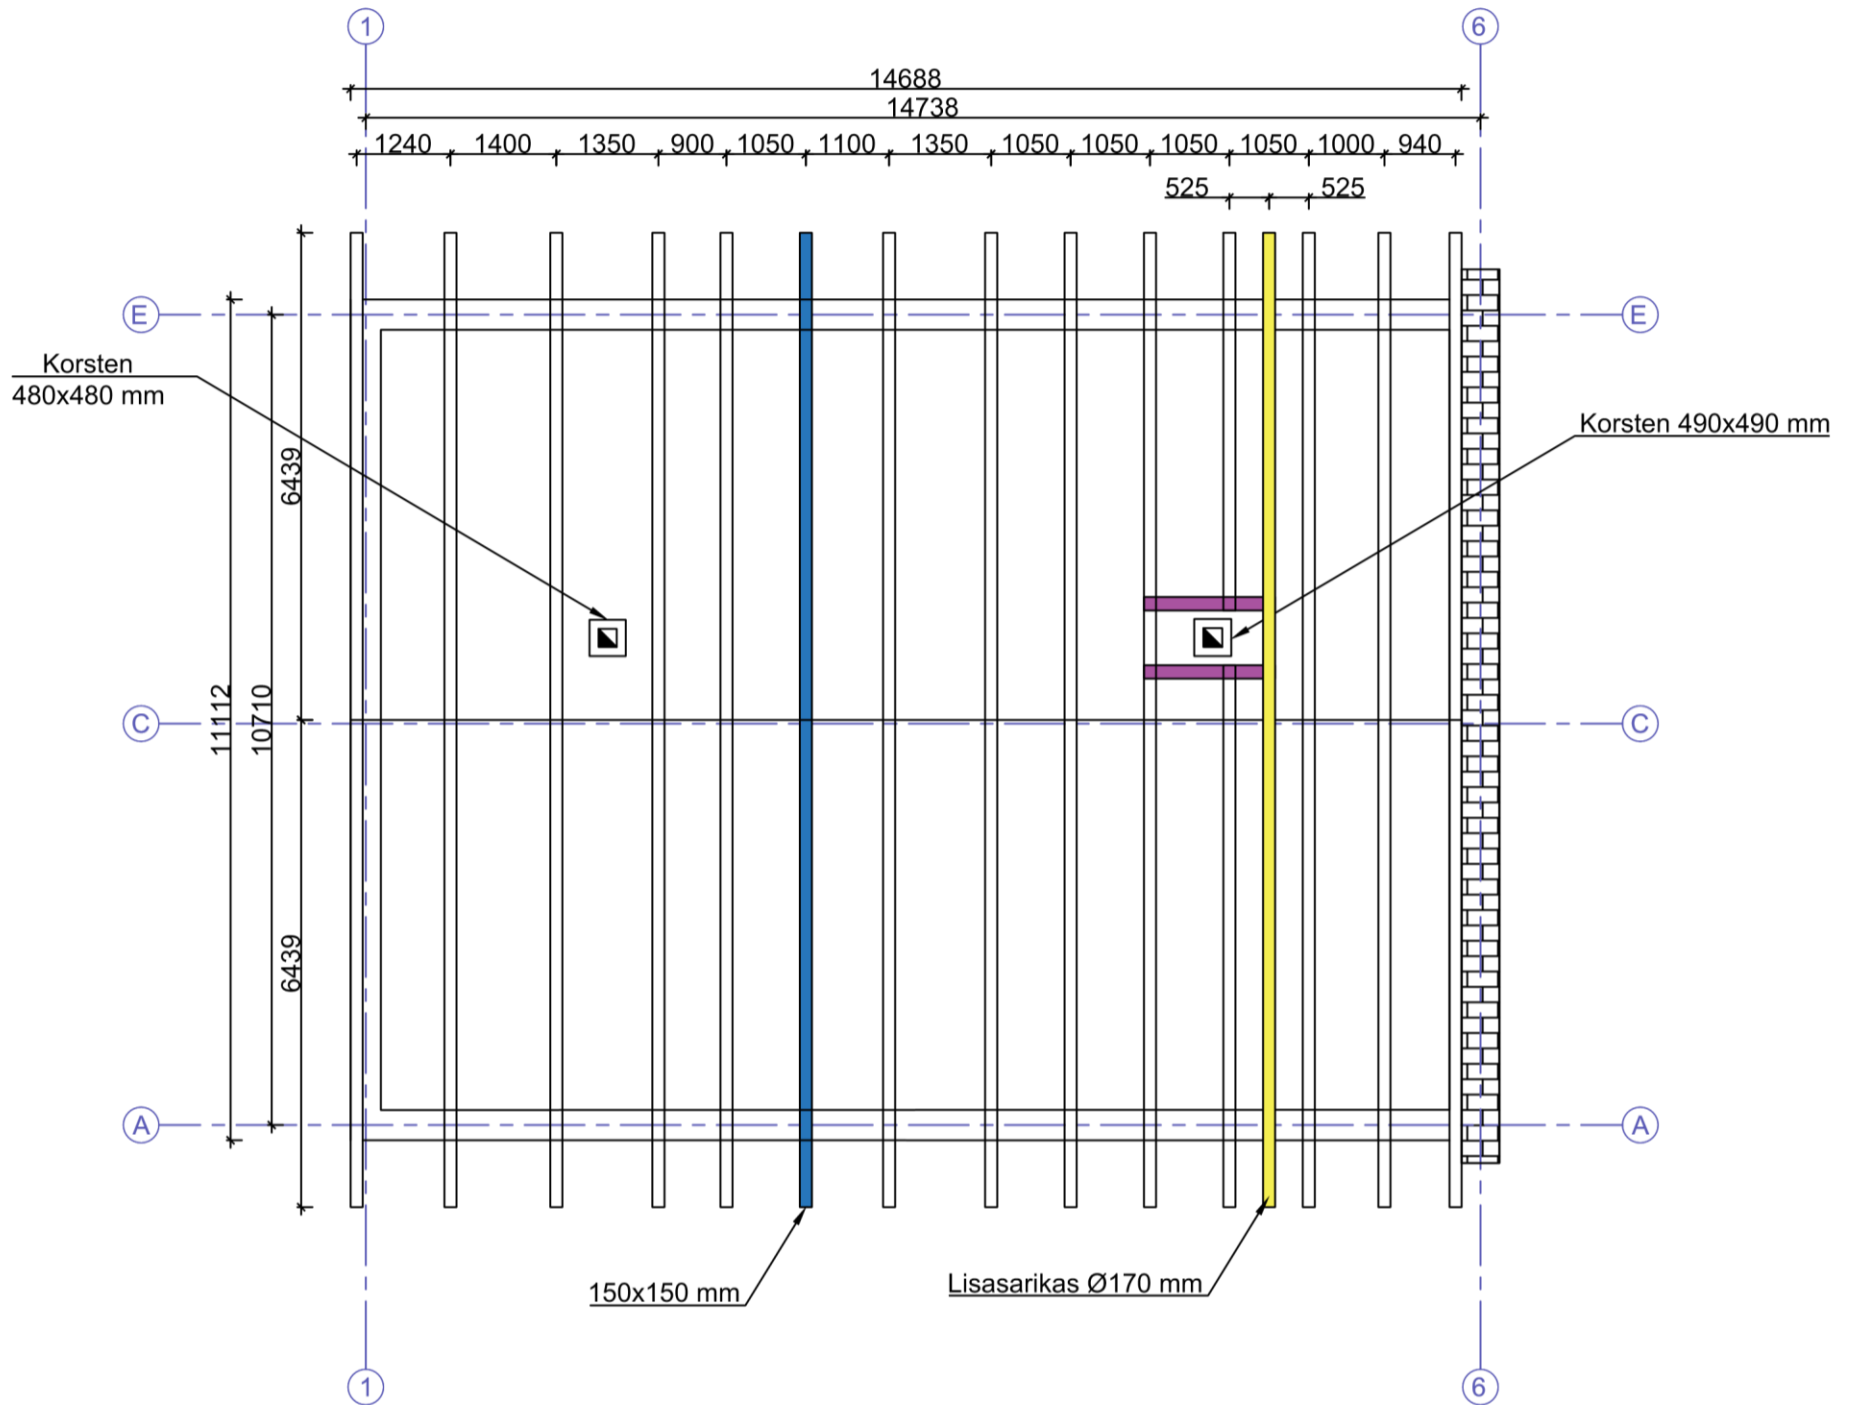 1
6
14688
14738
1240 1400 1350 900 1050 1100 1350 1050 1050 1050 1050 1000 940
525 525
E
E
Korsten
480x480 mm
Korsten 490x490 mm
6439
11112
10710
C
C
6439
A
A
150x150 mm
Lisasarikas Ø170 mm
1
6